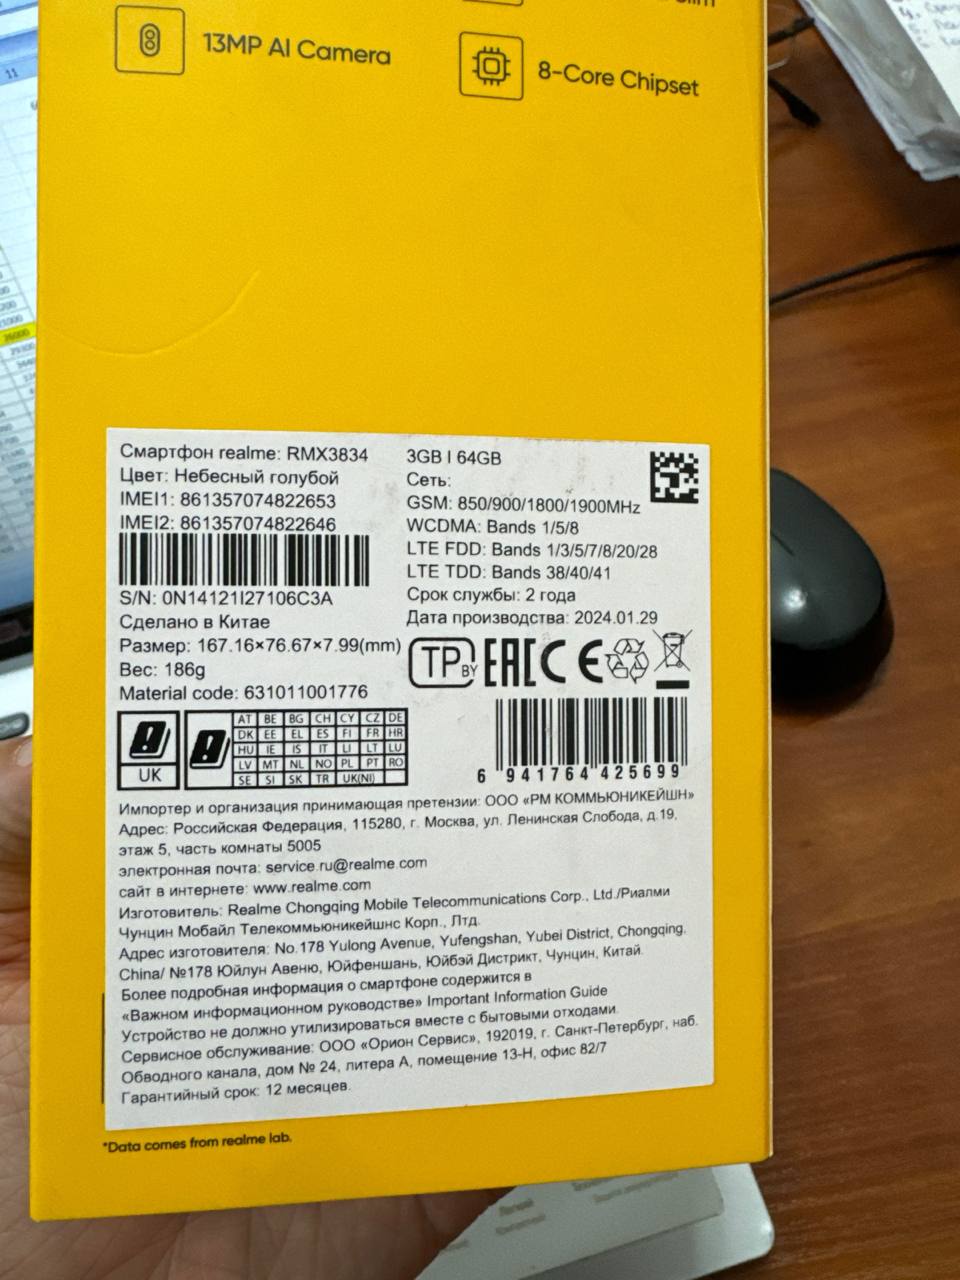 13MP AI Camera
8-Core Chipset
Смартфон realme: RMX3834
Цвет: Небесный голубой
IMEI1: 861357074822653
IMEI2: 861357074822646
S/N: 0N14121I27106C3A
Сделано в Китае
Размер: 167.16×76.67×7.99(mm)
Вес: 186g
Material code: 631011001776
3GB I 64GB
Сеть:
GSM: 850/900/1800/1900MHz
WCDMA: Bands 1/5/8
LTE FDD: Bands 1/3/5/7/8/20/28
LTE TDD: Bands 38/40/41
Срок службы: 2 года
Дата производства: 2024.01.29
TP BY EAC CE
UK
AT BE BG CH CY CZ DE
DK EE EL ES FI FR HR
HU IE IS IT LI LT LU
LV MT NL NO PL PT RO
SE SI SK TR UK(NI)
6 941764 425699
Импортер и организация принимающая претензии: ООО «РМ КОММЬЮНИКЕЙШН»
Адрес: Российская Федерация, 115280, г. Москва, ул. Ленинская Слобода, д.19,
этаж 5, часть комнаты 5005
электронная почта: service.ru@realme.com
сайт в интернете: www.realme.com
Изготовитель: Realme Chongqing Mobile Telecommunications Corp., Ltd./Риалми
Чунцин Мобайл Телекоммьюникейшнс Корп., Лтд.
Адрес изготовителя: No.178 Yulong Avenue, Yufengshan, Yubei District, Chongqing.
China/ №178 Юйлун Авеню, Юйфеншань, Юйбэй Дистрикт, Чунцин, Китай.
Более подробная информация о смартфоне содержится в
«Важном информационном руководстве» Important Information Guide
Устройство не должно утилизироваться вместе с бытовыми отходами.
Сервисное обслуживание: ООО «Орион Сервис», 192019, г. Санкт-Петербург, наб.
Обводного канала, дом № 24, литера А, помещение 13-Н, офис 82/7
Гарантийный срок: 12 месяцев.
*Data comes from realme lab.